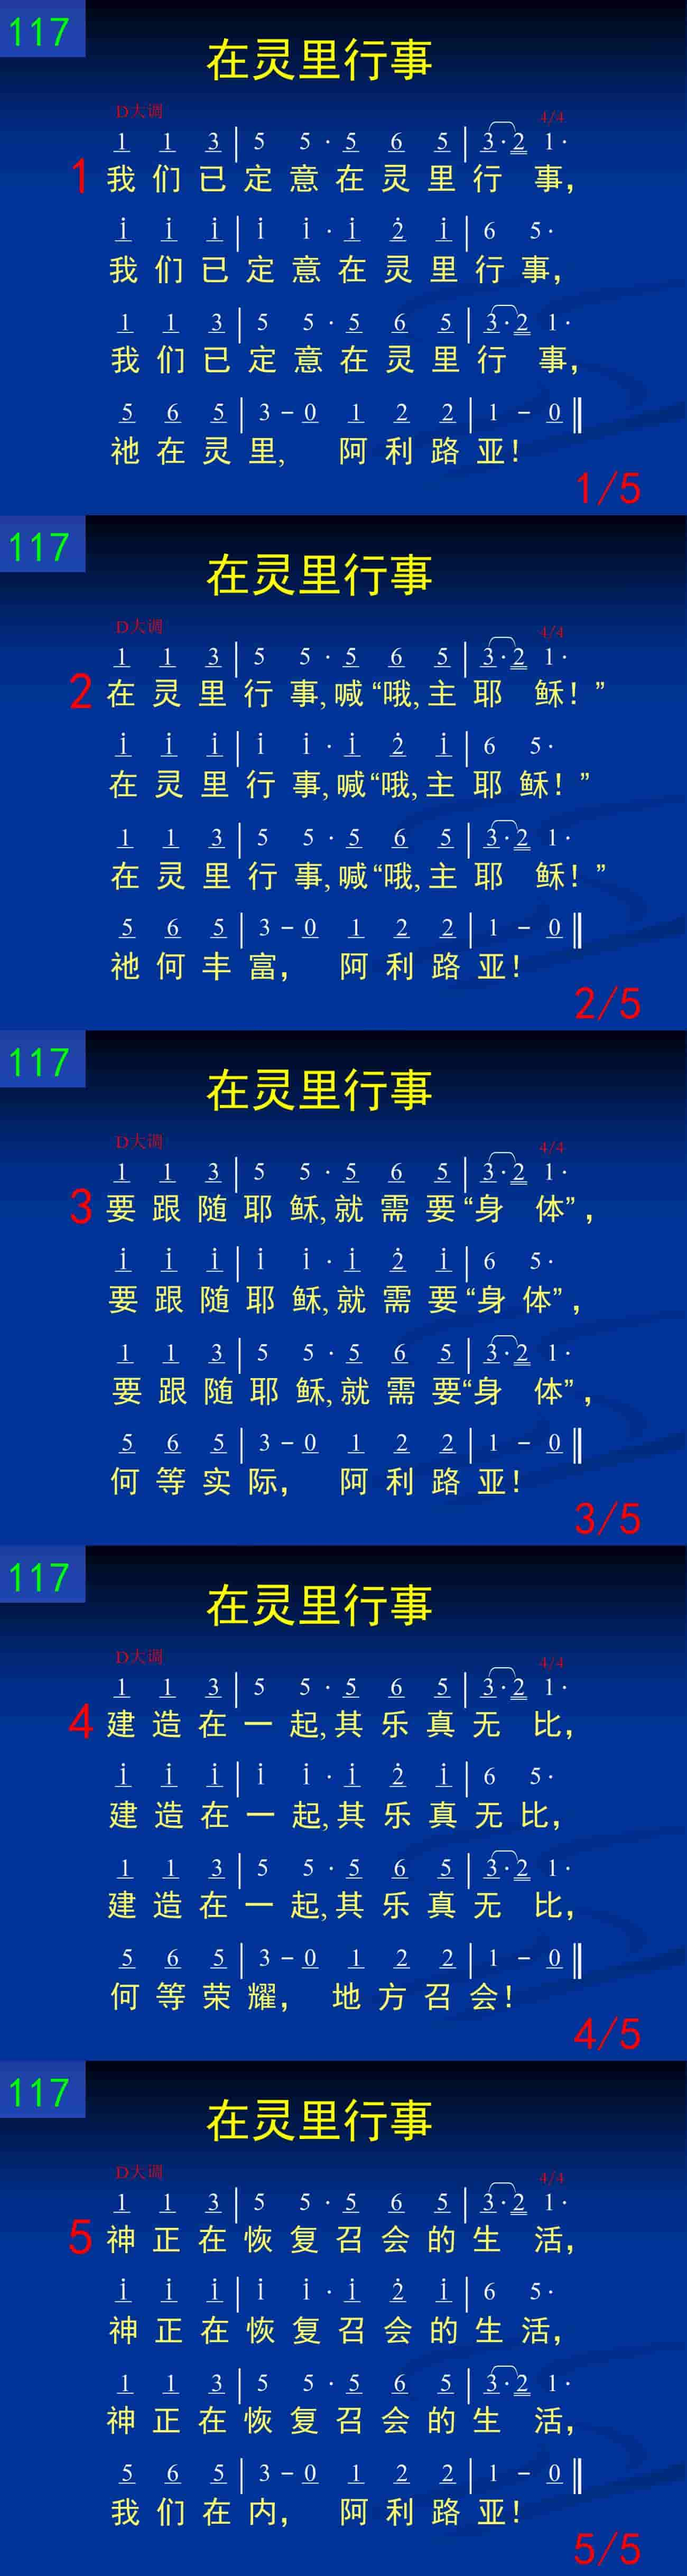 117
在灵里行事
D大调
4/4
1 1 3 | 5 5 · 5 6 5 | 3·2 1·
1 我们已定意在灵里行 事,
i i i | i i · i 2̇ i | 6 5·
我们已定意在灵里行事,
1 1 3 | 5 5 · 5 6 5 | 3·2 1·
我们已定意在灵里行 事,
5 6 5 | 3 - 0 1 2 2 | 1 - 0 ‖
祂在灵里, 阿利路亚!
1/5
117
在灵里行事
D大调
4/4
1 1 3 | 5 5 · 5 6 5 | 3·2 1·
2 在灵里行事,喊“哦,主耶 稣!”
i i i | i i · i 2̇ i | 6 5·
在灵里行事,喊“哦,主耶稣!”
1 1 3 | 5 5 · 5 6 5 | 3·2 1·
在灵里行事,喊“哦,主耶 稣!”
5 6 5 | 3 - 0 1 2 2 | 1 - 0 ‖
祂何丰富, 阿利路亚!
2/5
117
在灵里行事
D大调
4/4
1 1 3 | 5 5 · 5 6 5 | 3·2 1·
3 要跟随耶稣,就需要“身 体”,
i i i | i i · i 2̇ i | 6 5·
要跟随耶稣,就需要“身体”,
1 1 3 | 5 5 · 5 6 5 | 3·2 1·
要跟随耶稣,就需要“身 体”,
5 6 5 | 3 - 0 1 2 2 | 1 - 0 ‖
何等实际, 阿利路亚!
3/5
117
在灵里行事
D大调
4/4
1 1 3 | 5 5 · 5 6 5 | 3·2 1·
4 建造在一起,其乐真无 比,
i i i | i i · i 2̇ i | 6 5·
建造在一起,其乐真无比,
1 1 3 | 5 5 · 5 6 5 | 3·2 1·
建造在一起,其乐真无 比,
5 6 5 | 3 - 0 1 2 2 | 1 - 0 ‖
何等荣耀, 地方召会!
4/5
117
在灵里行事
D大调
4/4
1 1 3 | 5 5 · 5 6 5 | 3·2 1·
5 神正在恢复召会的生 活,
i i i | i i · i 2̇ i | 6 5·
神正在恢复召会的生活,
1 1 3 | 5 5 · 5 6 5 | 3·2 1·
神正在恢复召会的生 活,
5 6 5 | 3 - 0 1 2 2 | 1 - 0 ‖
我们在内, 阿利路亚!
5/5